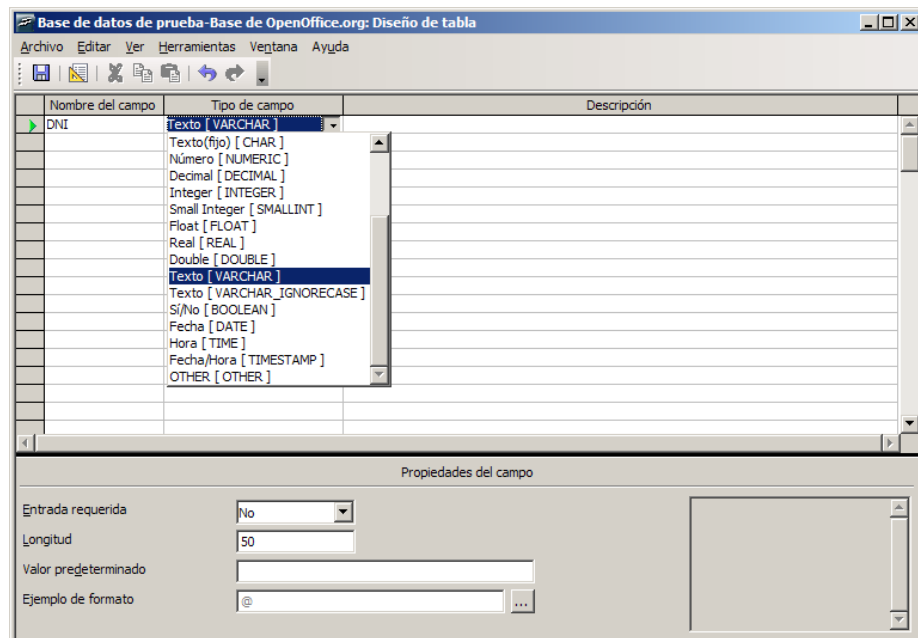 Base de datos de prueba-Base de OpenOffice.org: Diseño de tabla
Archivo Editar Ver Herramientas Ventana Ayuda
Nombre del campo Tipo de campo Descripción
DNI Texto [ VARCHAR ]
Texto(fijo) [ CHAR ]
Número [ NUMERIC ]
Decimal [ DECIMAL ]
Integer [ INTEGER ]
Small Integer [ SMALLINT ]
Float [ FLOAT ]
Real [ REAL ]
Double [ DOUBLE ]
Texto [ VARCHAR ]
Texto [ VARCHAR_IGNORECASE ]
Sí/No [ BOOLEAN ]
Fecha [ DATE ]
Hora [ TIME ]
Fecha/Hora [ TIMESTAMP ]
OTHER [ OTHER ]
Propiedades del campo
Entrada requerida No
Longitud 50
Valor predeterminado
Ejemplo de formato @ ...